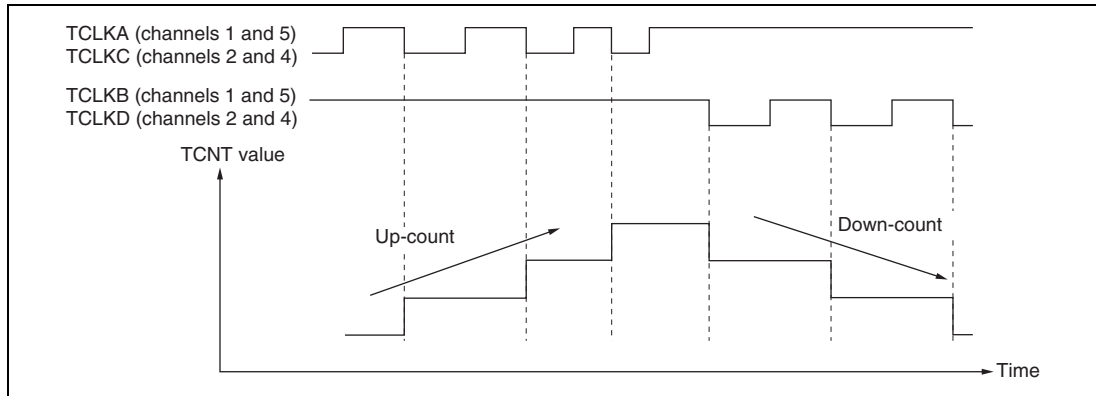 TCLKA (channels 1 and 5)
TCLKC (channels 2 and 4)
TCLKB (channels 1 and 5)
TCLKD (channels 2 and 4)
TCNT value
Up-count
Down-count
Time